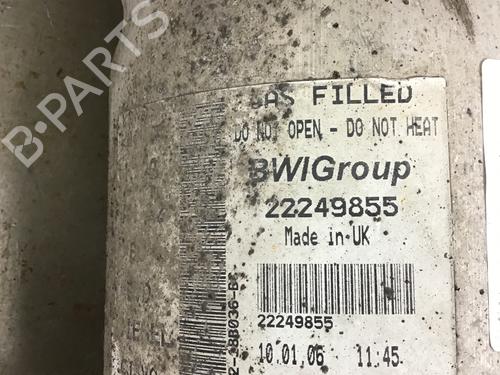 B-PARTS
GAS FILLED
DO NOT OPEN - DO NOT HEAT
BWIGroup
22249855
Made in UK
22249855
10.01.06 11.45